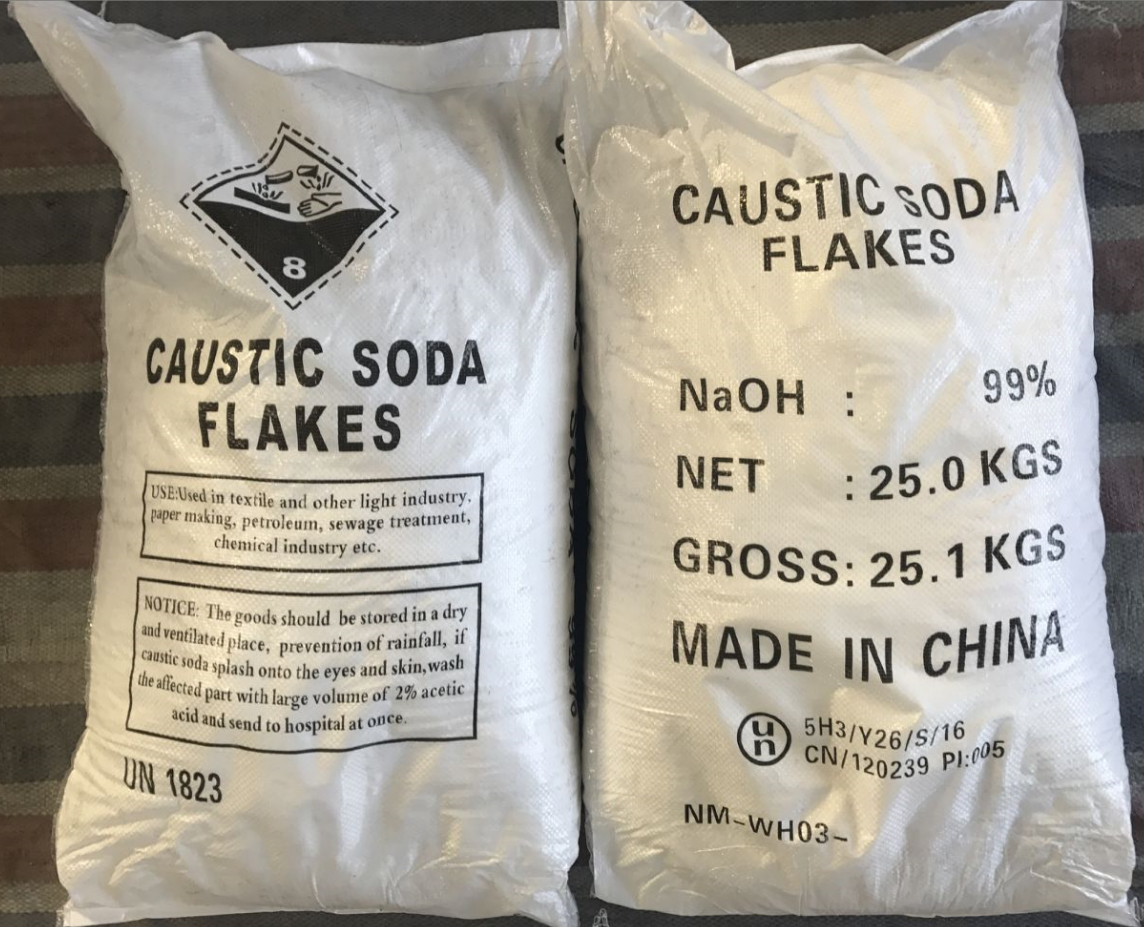 8
CAUSTIC SODA
FLAKES
USE:Used in textile and other light industry,
paper making, petroleum, sewage treatment,
chemical industry etc.
NOTICE: The goods should be stored in a dry
and ventilated place, prevention of rainfall, if
caustic soda splash onto the eyes and skin,wash
the affected part with large volume of 2% acetic
acid and send to hospital at once.
UN 1823
CAUSTIC SODA
FLAKES
NaOH : 99%
NET : 25.0 KGS
GROSS: 25.1 KGS
MADE IN CHINA
un
5H3/Y26/S/16
CN/120239 PI:005
NM-WH03-